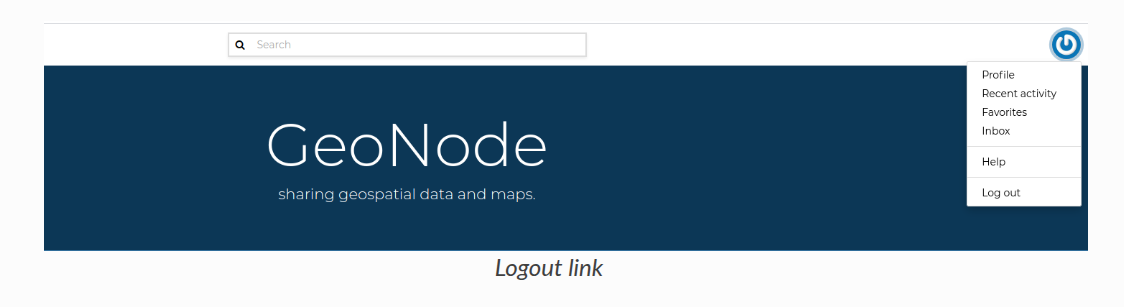 Search
Profile
Recent activity
Favorites
Inbox
Help
Log out
GeoNode
sharing geospatial data and maps.
Logout link